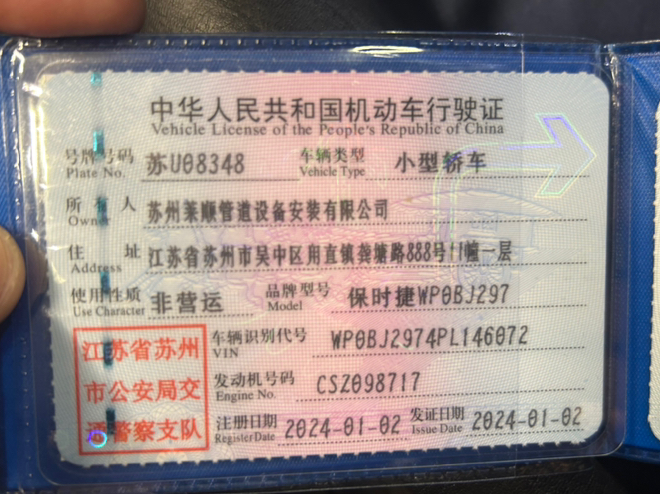 中华人民共和国机动车行驶证
Vehicle License of the People's Republic of China
号牌号码 苏U08348 车辆类型 小型轿车
Plate No. Vehicle Type
所有人 苏州莱顺管道设备安装有限公司
Owner
住址 江苏省苏州市吴中区甪直镇龚塘路888号11幢一层
Address
使用性质 非营运 品牌型号 保时捷WP0BJ297
Use Character Model
江苏省苏州 车辆识别代号 WP0BJ2974PL146072
VIN
市公安局交 发动机号码 CSZ098717
Engine No.
通警察支队 注册日期 2024-01-02 发证日期 2024-01-02
Register Date Issue Date